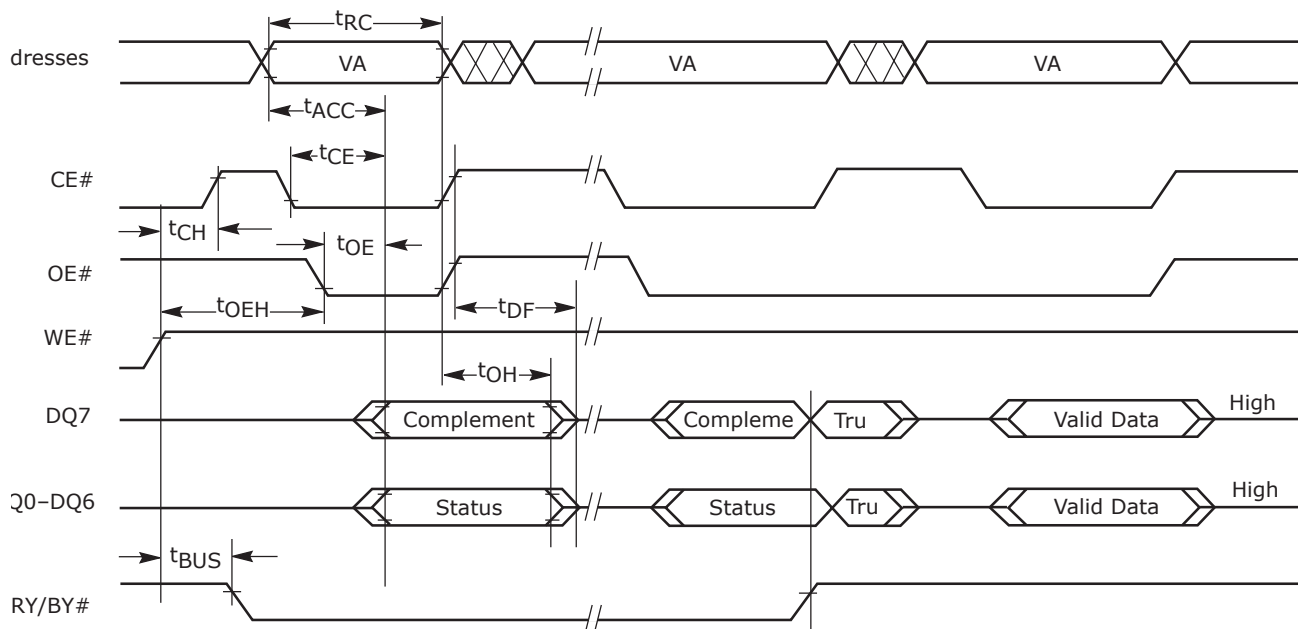 tRC
dresses VA VA VA
tACC
tCE
CE#
tCH
tOE
OE#
tOEH
tDF
WE#
tOH
DQ7 Complement Compleme Tru Valid Data High
Q0–DQ6 Status Status Tru Valid Data High
tBUS
RY/BY#